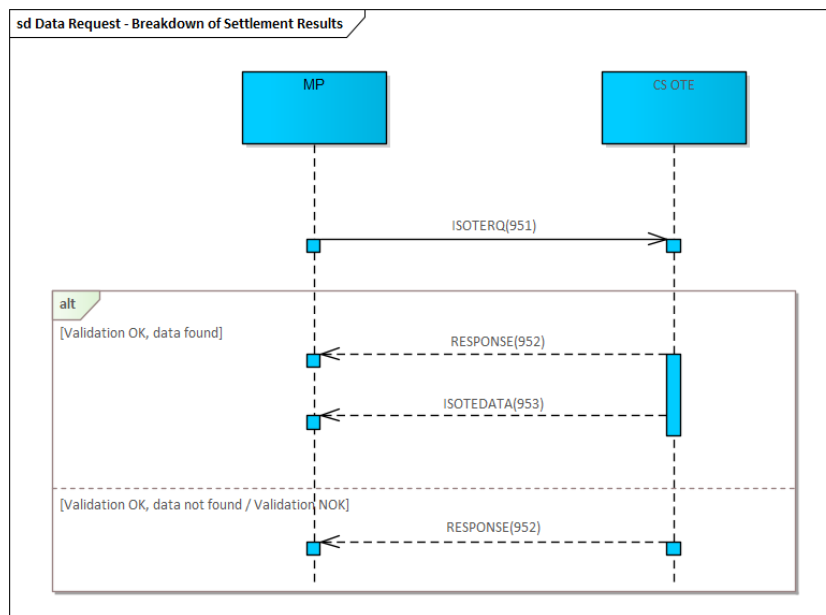 sd Data Request - Breakdown of Settlement Results
MP
CS OTE
ISOTERQ(951)
alt
[Validation OK, data found]
RESPONSE(952)
ISOTEDATA(953)
[Validation OK, data not found / Validation NOK]
RESPONSE(952)